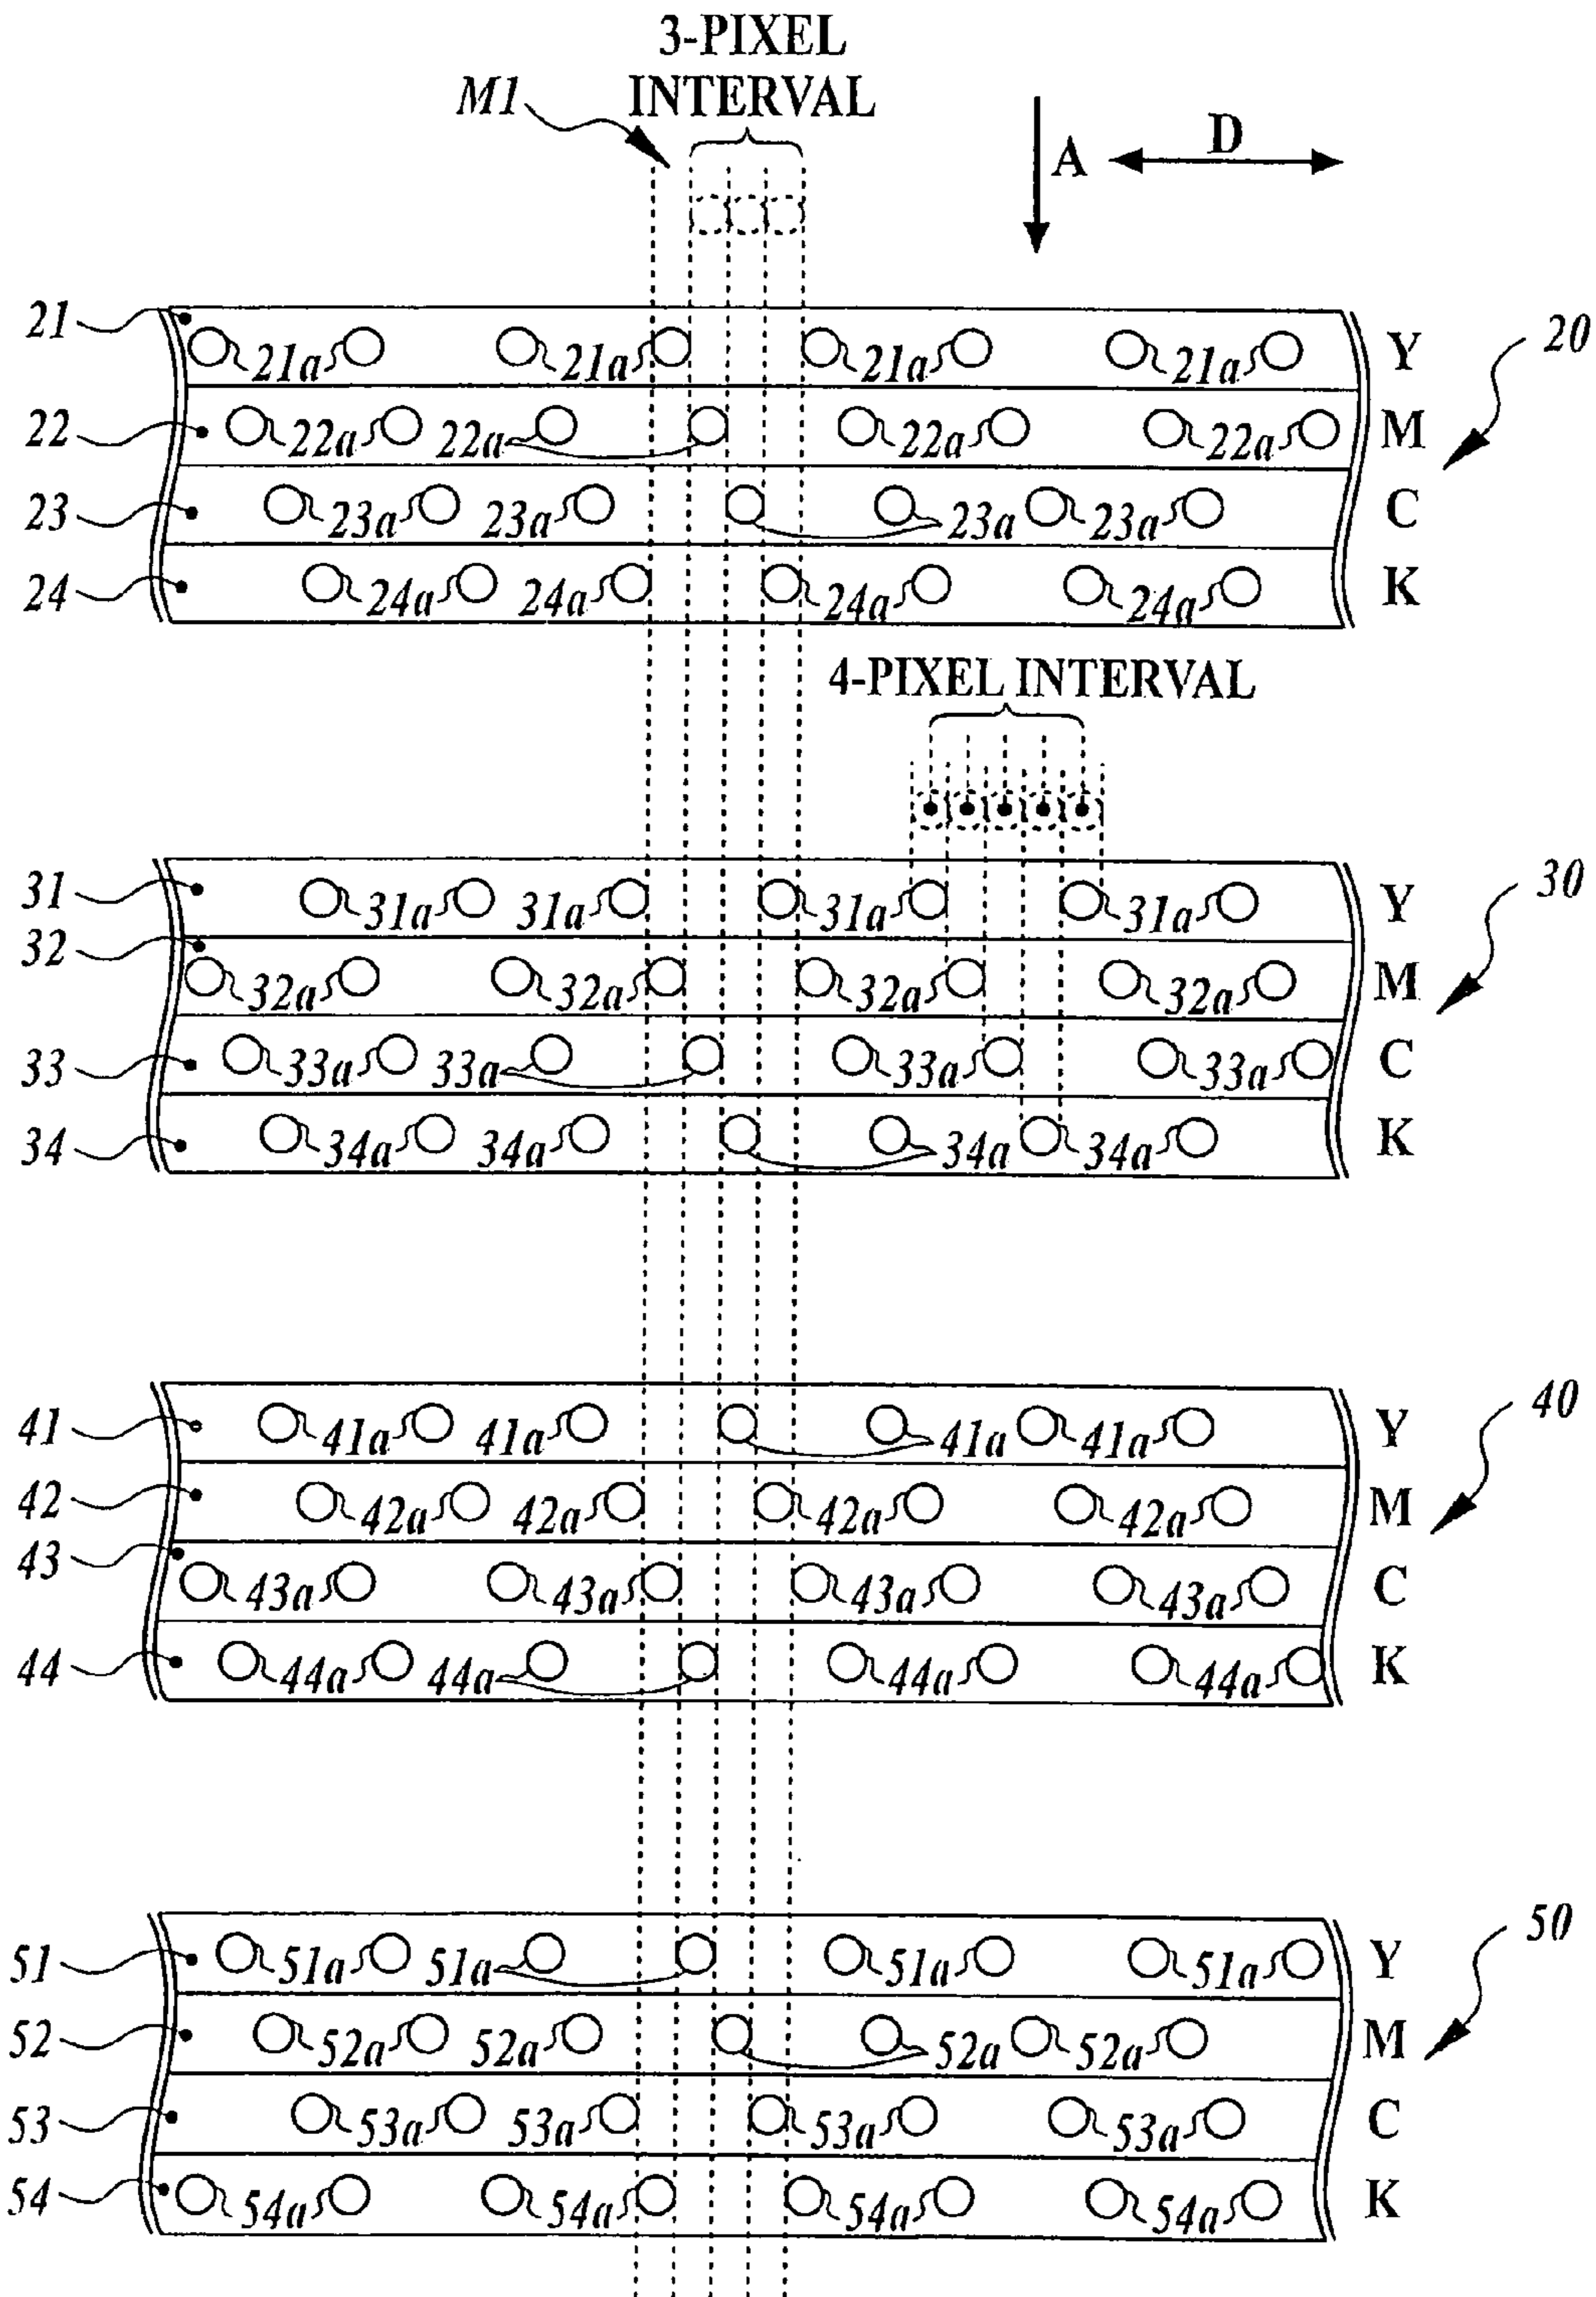 3-PIXEL
M1 INTERVAL
A D
21 21a 21a 21a 21a Y 20
22 22a 22a 22a 22a M
23 23a 23a 23a 23a C
24 24a 24a 24a 24a K
4-PIXEL INTERVAL
31 31a 31a 31a 31a Y 30
32 32a 32a 32a 32a M
33 33a 33a 33a 33a C
34 34a 34a 34a 34a K
41 41a 41a 41a 41a Y 40
42 42a 42a 42a 42a M
43 43a 43a 43a 43a C
44 44a 44a 44a 44a K
51 51a 51a 51a 51a Y 50
52 52a 52a 52a 52a M
53 53a 53a 53a 53a C
54 54a 54a 54a 54a K